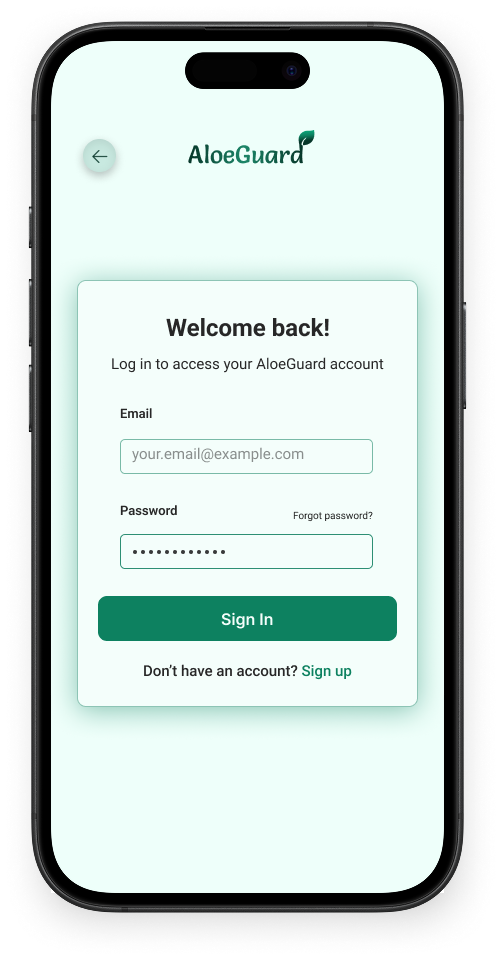 AloeGuard
Welcome back!
Log in to access your AloeGuard account
Email
your.email@example.com
Password
Forgot password?
••••••••••••
Sign In
Don’t have an account? Sign up